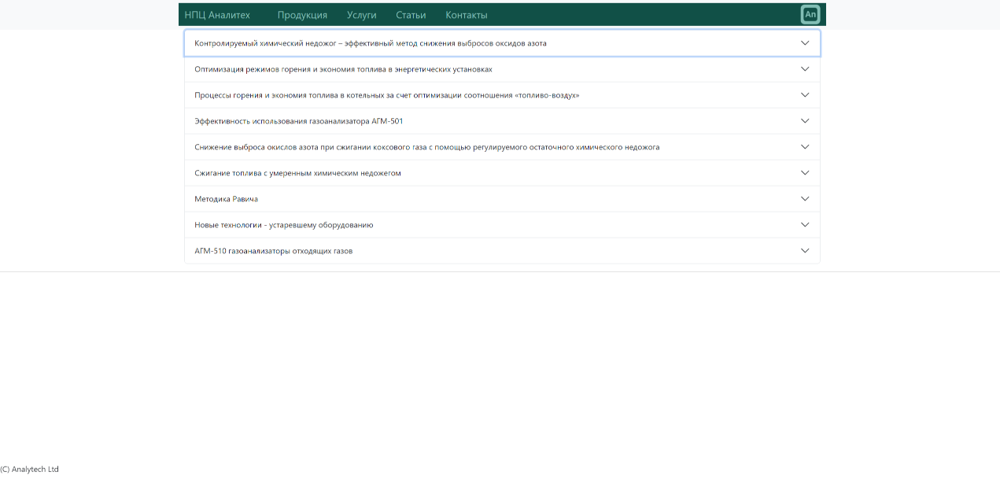 НПЦ Аналитех Продукция Услуги Статьи Контакты An
Контролируемый химический недожог – эффективный метод снижения выбросов оксидов азота
Оптимизация режимов горения и экономия топлива в энергетических установках
Процессы горения и экономия топлива в котельных за счет оптимизации соотношения «топливо-воздух»
Эффективность использования газоанализатора АГМ-501
Снижение выброса окислов азота при сжигании коксового газа с помощью регулируемого остаточного химического недожога
Сжигание топлива с умеренным химическим недожегом
Методика Равича
Новые технологии - устаревшему оборудованию
АГМ-510 газоанализаторы отходящих газов
(C) Analytech Ltd